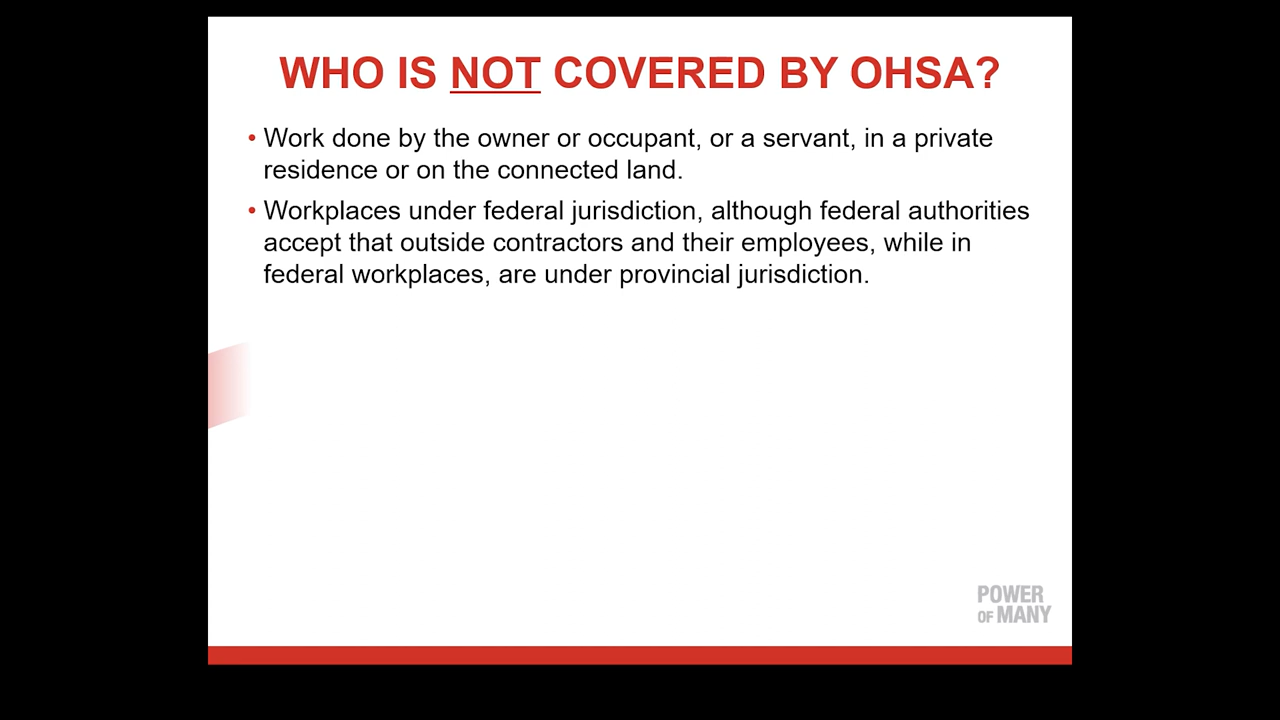 WHO IS NOT COVERED BY OHSA?
• Work done by the owner or occupant, or a servant, in a private
residence or on the connected land.
• Workplaces under federal jurisdiction, although federal authorities
accept that outside contractors and their employees, while in
federal workplaces, are under provincial jurisdiction.
POWER
OF MANY